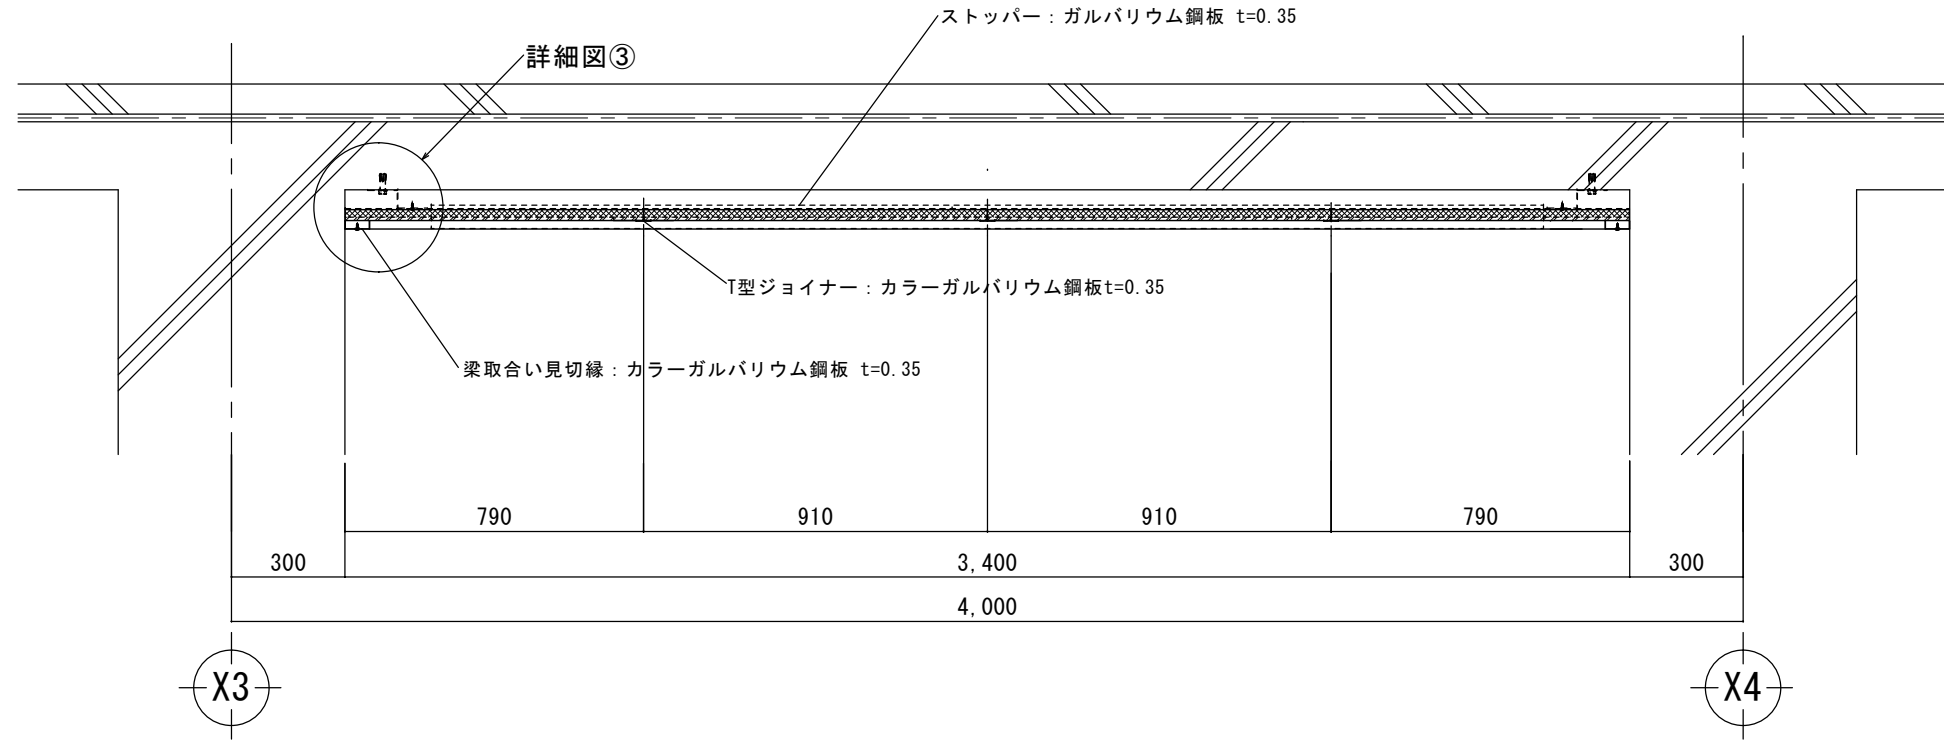 ストッパー：ガルバリウム鋼板 t=0.35
詳細図③
T型ジョイナー：カラーガルバリウム鋼板t=0.35
梁取合い見切縁：カラーガルバリウム鋼板 t=0.35
790 910 910 790
300 3,400 300
4,000
X3 X4